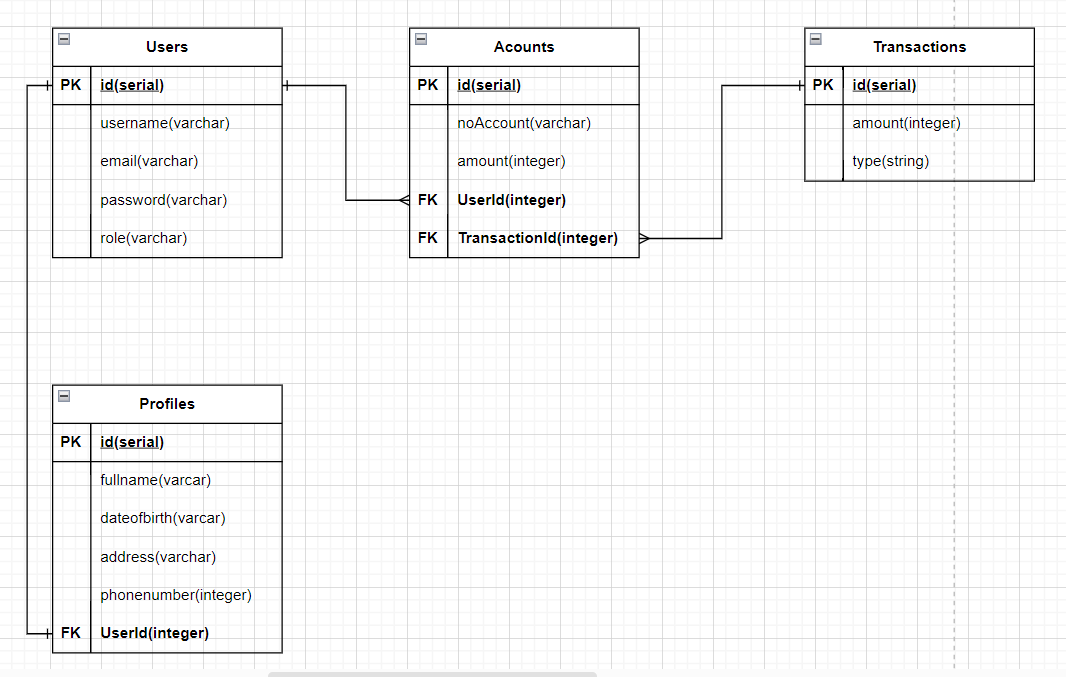 Users
PK id(serial)
username(varchar)
email(varchar)
password(varchar)
role(varchar)
Acounts
PK id(serial)
noAccount(varchar)
amount(integer)
FK UserId(integer)
FK TransactionId(integer)
Transactions
PK id(serial)
amount(integer)
type(string)
Profiles
PK id(serial)
fullname(varcar)
dateofbirth(varcar)
address(varchar)
phonenumber(integer)
FK UserId(integer)